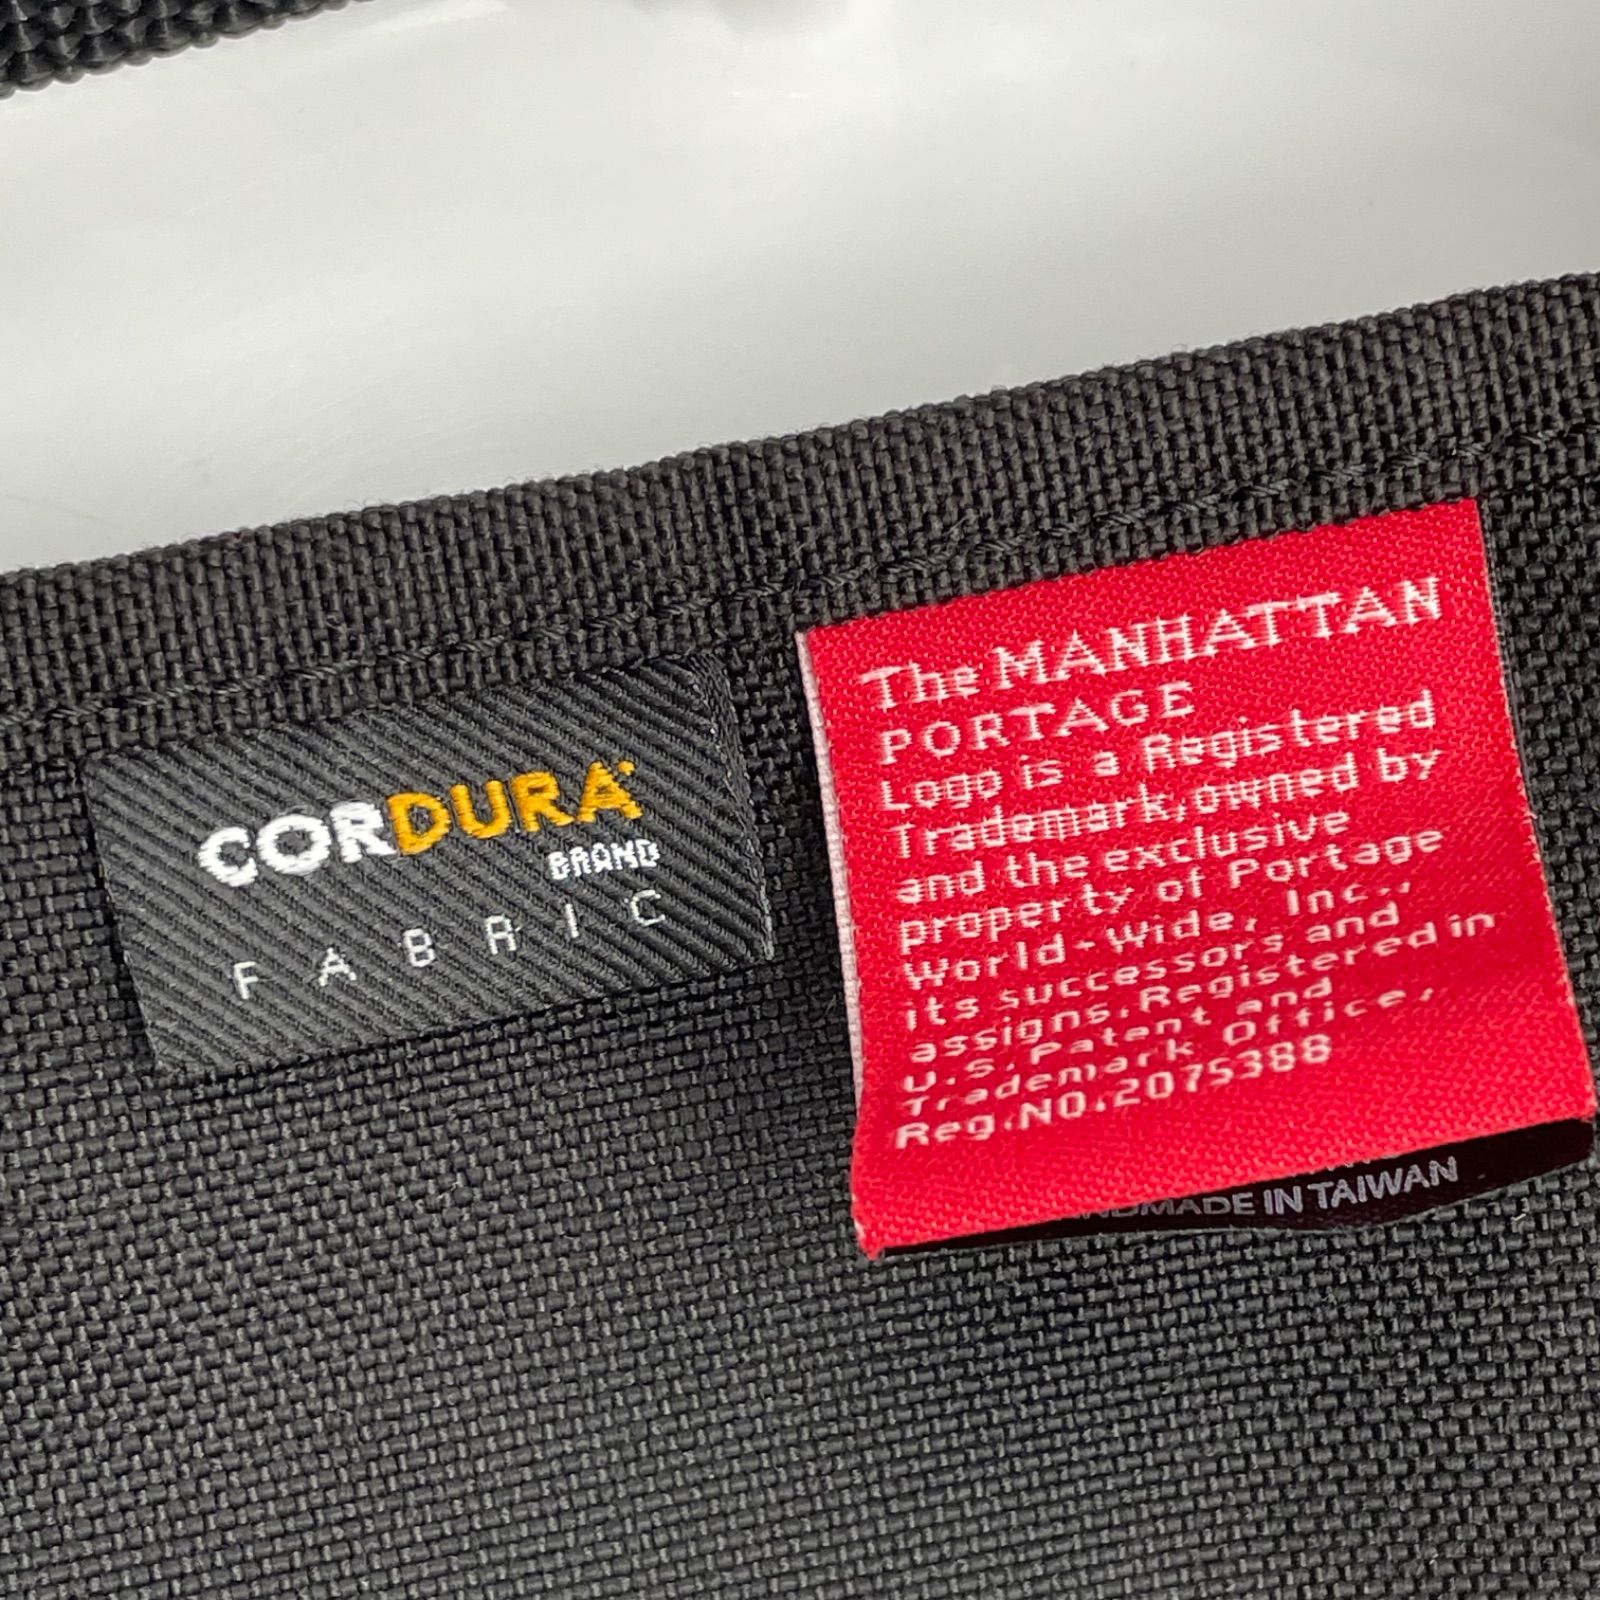 CORDURA
BRAND
FABRIC
The MANHATTAN
PORTAGE
Logo is a Registered
Trademark, owned by
and the exclusive
property of Portage
World-Wide, Inc.,
its successors and
assigns. Registered in
U.S. Patent and
Trademark Office,
Reg.NO.2075388
MADE IN TAIWAN